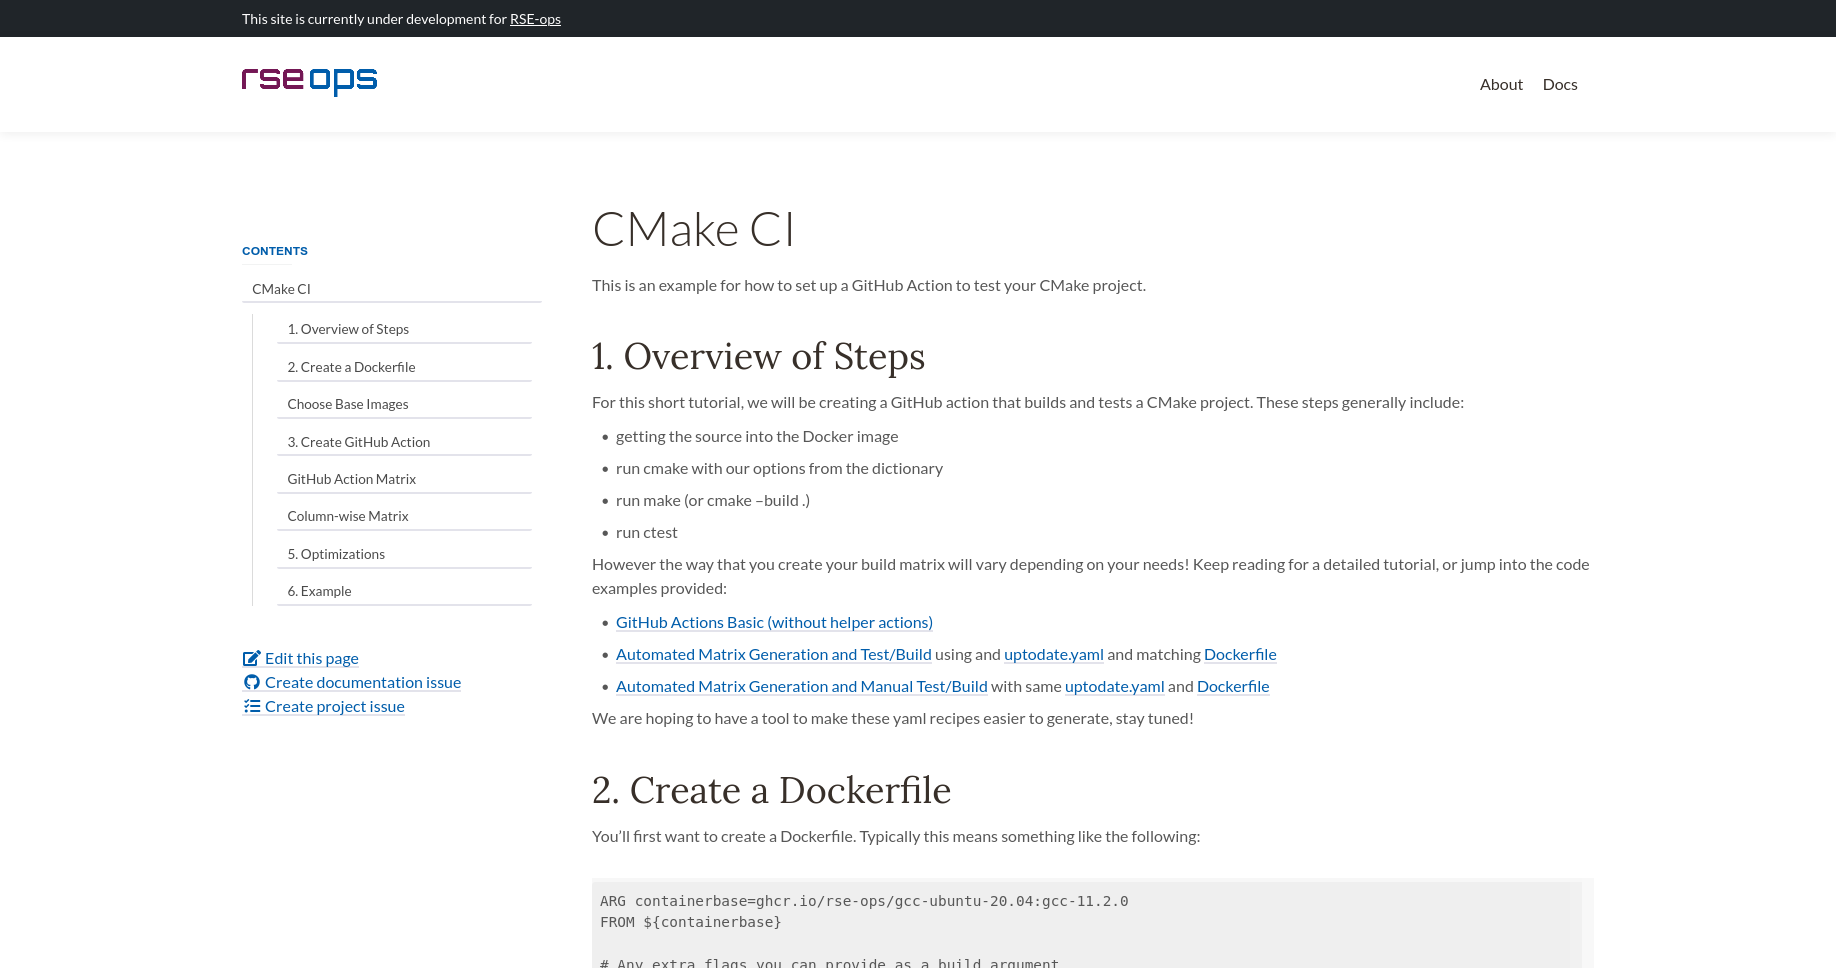 This site is currently under development for RSE-ops
rseops
About Docs
CONTENTS
CMake CI
1. Overview of Steps
2. Create a Dockerfile
Choose Base Images
3. Create GitHub Action
GitHub Action Matrix
Column-wise Matrix
5. Optimizations
6. Example
Edit this page
Create documentation issue
Create project issue
CMake CI
This is an example for how to set up a GitHub Action to test your CMake project.
1. Overview of Steps
For this short tutorial, we will be creating a GitHub action that builds and tests a CMake project. These steps generally include:
• getting the source into the Docker image
• run cmake with our options from the dictionary
• run make (or cmake –build .)
• run ctest
However the way that you create your build matrix will vary depending on your needs! Keep reading for a detailed tutorial, or jump into the code
examples provided:
• GitHub Actions Basic (without helper actions)
• Automated Matrix Generation and Test/Build using and uptodate.yaml and matching Dockerfile
• Automated Matrix Generation and Manual Test/Build with same uptodate.yaml and Dockerfile
We are hoping to have a tool to make these yaml recipes easier to generate, stay tuned!
2. Create a Dockerfile
You’ll first want to create a Dockerfile. Typically this means something like the following:
ARG containerbase=ghcr.io/rse-ops/gcc-ubuntu-20.04:gcc-11.2.0
FROM ${containerbase}
# Any extra flags you can provide as a build argument